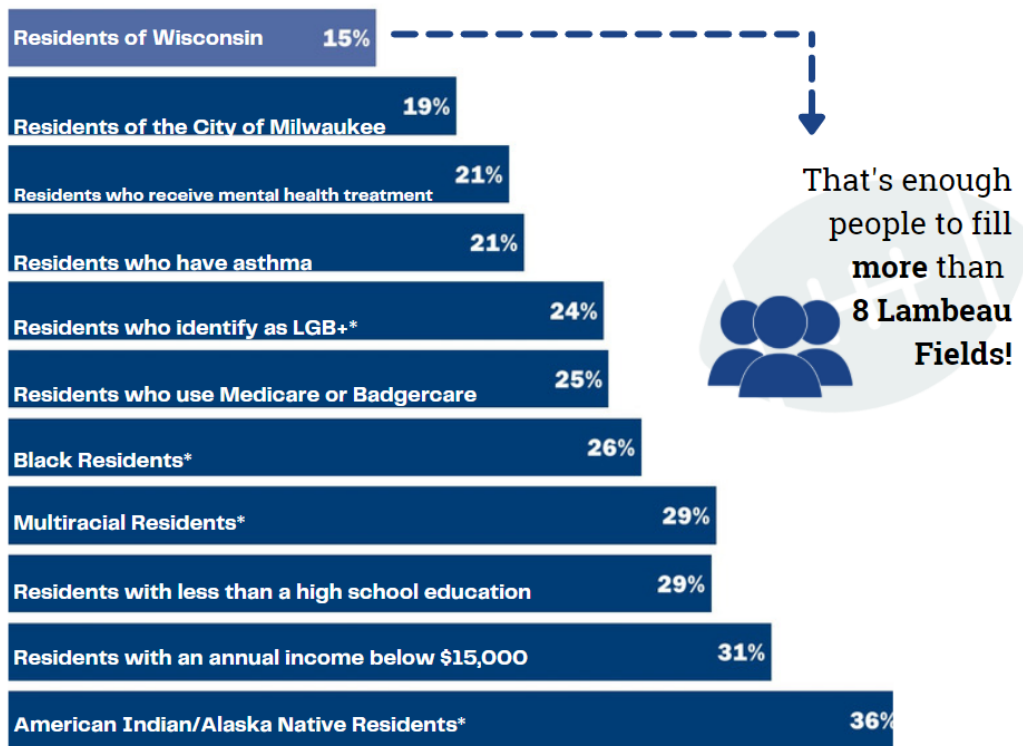 Residents of Wisconsin 15%
19%
Residents of the City of Milwaukee
21%
Residents who receive mental health treatment
21%
Residents who have asthma
24%
Residents who identify as LGB+*
25%
Residents who use Medicare or Badgercare
26%
Black Residents*
29%
Multiracial Residents*
29%
Residents with less than a high school education
31%
Residents with an annual income below $15,000
36%
American Indian/Alaska Native Residents*
That's enough
people to fill
more than
8 Lambeau
Fields!